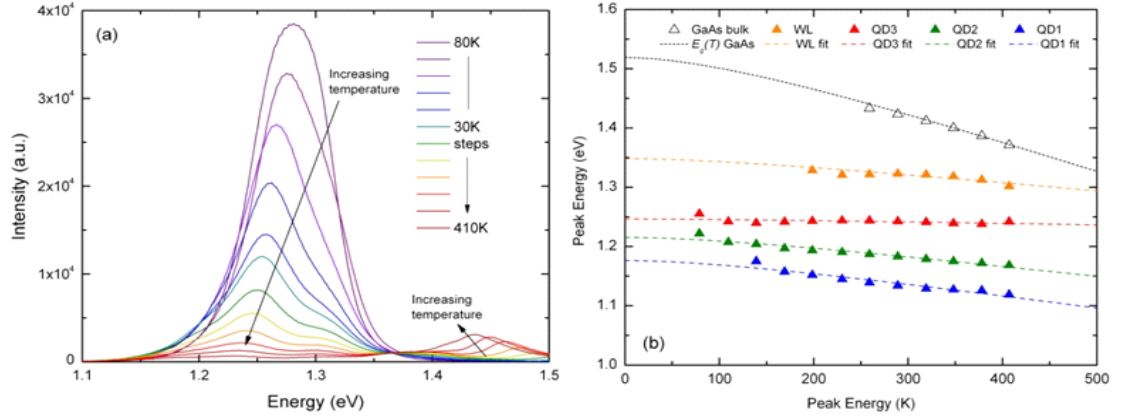 (a)
80K
30K
steps
410K
Increasing
temperature
Increasing
temperature
4x10⁴
3x10⁴
2x10⁴
1x10⁴
0
Intensity (a.u.)
1.1 1.2 1.3 1.4 1.5
Energy (eV)
GaAs bulk WL QD3 QD2 QD1
E_g(T) GaAs WL fit QD3 fit QD2 fit QD1 fit
1.6
1.5
1.4
1.3
1.2
1.1
1.0
Peak Energy (eV)
(b)
0 100 200 300 400 500
Peak Energy (K)